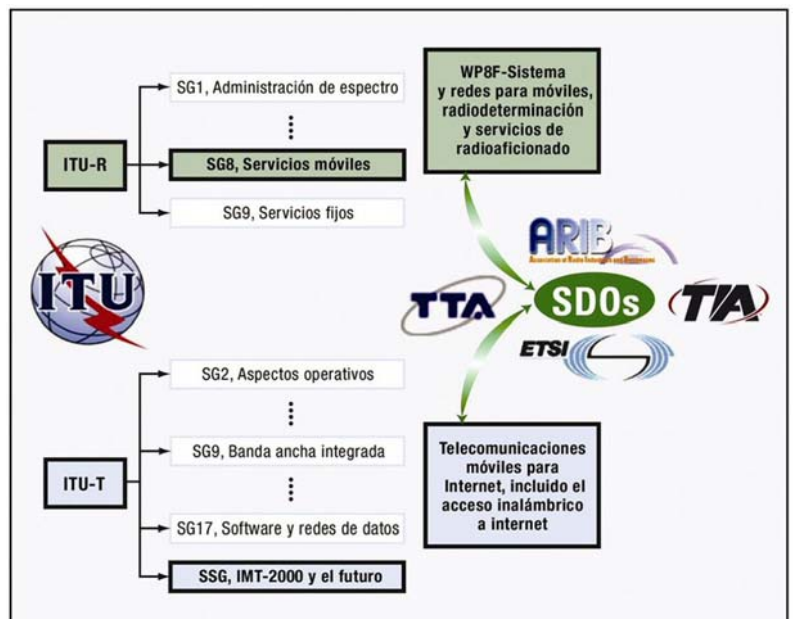 SG1, Administración de espectro
ITU-R
SG8, Servicios móviles
SG9, Servicios fijos
WP8F-Sistema
y redes para móviles,
radiodeterminación
y servicios de
radioaficionado
ITU
ARIB
TTA
SDOs
TIA
ETSI
SG2, Aspectos operativos
SG9, Banda ancha integrada
ITU-T
SG17, Software y redes de datos
SSG, IMT-2000 y el futuro
Telecomunicaciones
móviles para
Internet, incluido el
acceso inalámbrico
a internet